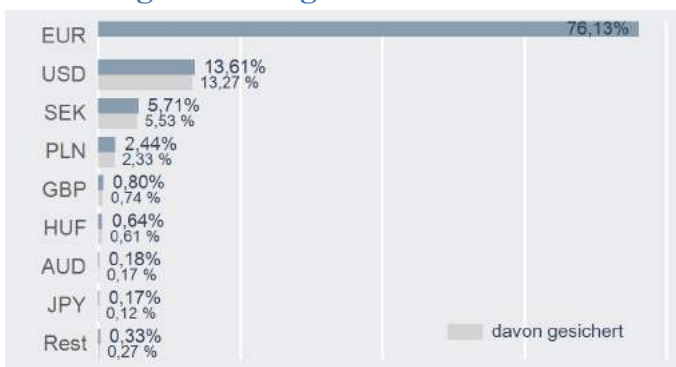 EUR 76,13%
USD 13,61%
13,27 %
SEK 5,71%
5,53 %
PLN 2,44%
2,33 %
GBP 0,80%
0,74 %
HUF 0,64%
0,61 %
AUD 0,18%
0,17 %
JPY 0,17%
0,12 %
davon gesichert
Rest 0,33%
0,27 %